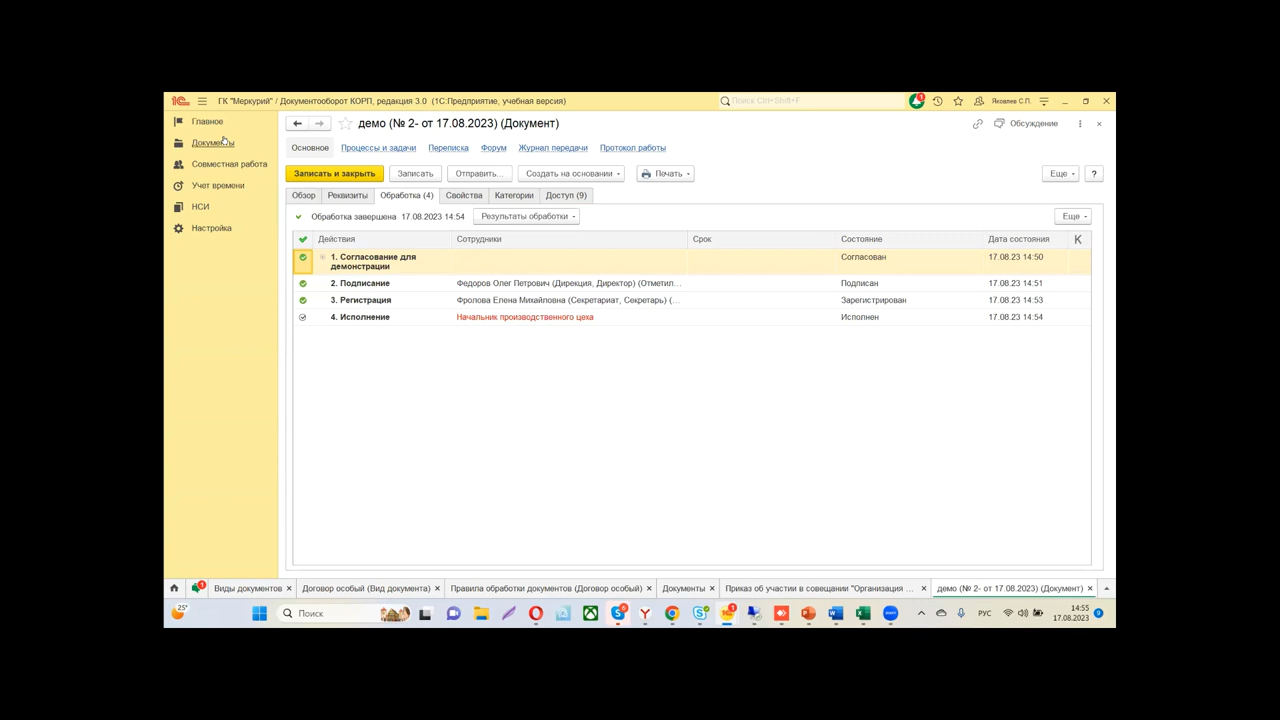 1С ГК "Меркурий" / Документооборот КОРП, редакция 3.0 (1С:Предприятие, учебная версия) Поиск Ctrl+Shift+F 1 Яковлев С.П.
Главное
Документы
Совместная работа
Учет времени
НСИ
Настройка
демо (№ 2- от 17.08.2023) (Документ) Обсуждение
Основное Процессы и задачи Переписка Форум Журнал передачи Протокол работы
Записать и закрыть Записать Отправить... Создать на основании Печать Еще ?
Обзор Реквизиты Обработка (4) Свойства Категории Доступ (9)
Обработка завершена 17.08.2023 14:54 Результаты обработки Еще
Действия Сотрудники Срок Состояние Дата состояния К
1. Согласование для демонстрации Согласован 17.08.23 14:50
2. Подписание Федоров Олег Петрович (Дирекция, Директор) (Отметил... Подписан 17.08.23 14:51
3. Регистрация Фролова Елена Михайловна (Секретариат, Секретарь) (... Зарегистрирован 17.08.23 14:53
4. Исполнение Начальник производственного цеха Исполнен 17.08.23 14:54
1 Виды документов Договор особый (Вид документа) Правила обработки документов (Договор особый) Документы Приказ об участии в совещании "Организация ... демо (№ 2- от 17.08.2023) (Документ)
25° Поиск РУС 14:55
17.08.2023